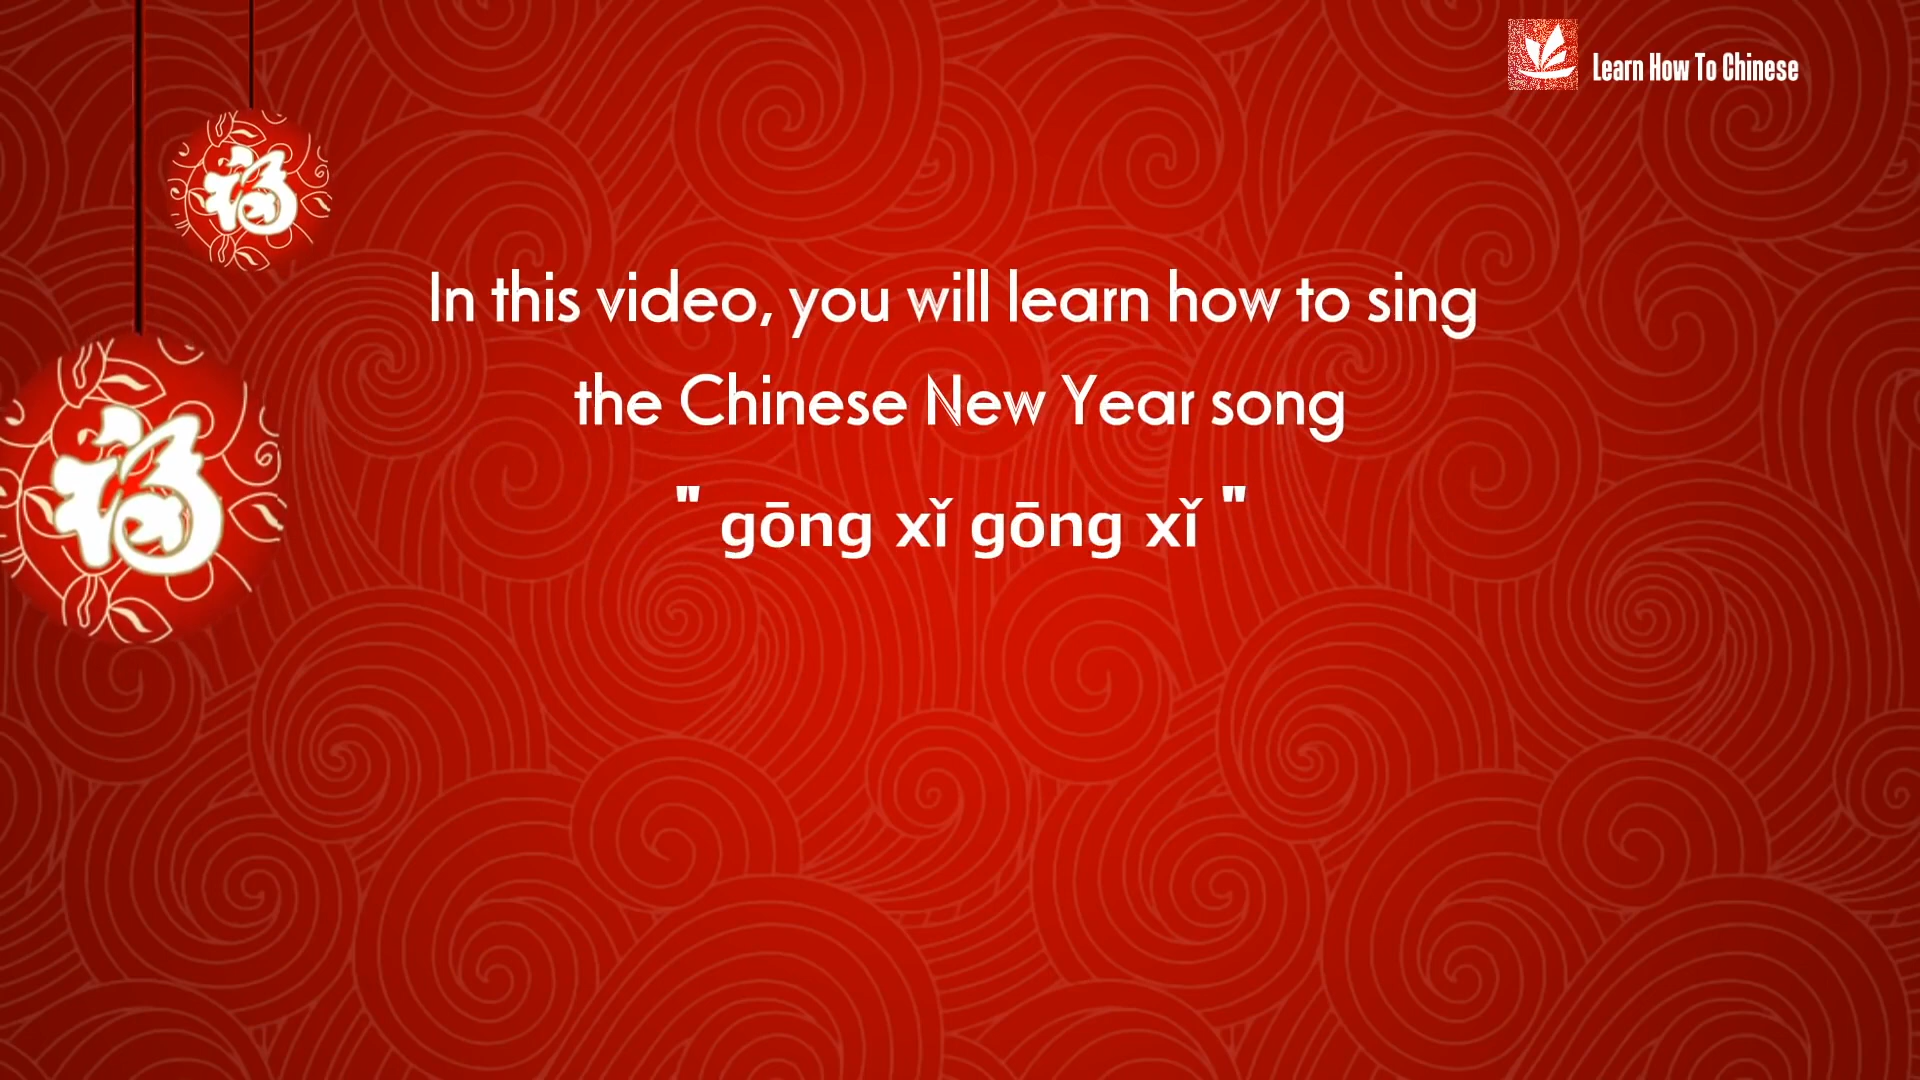 Learn How To Chinese
福
In this video, you will learn how to sing
the Chinese New Year song
" gōng xǐ gōng xǐ "
福